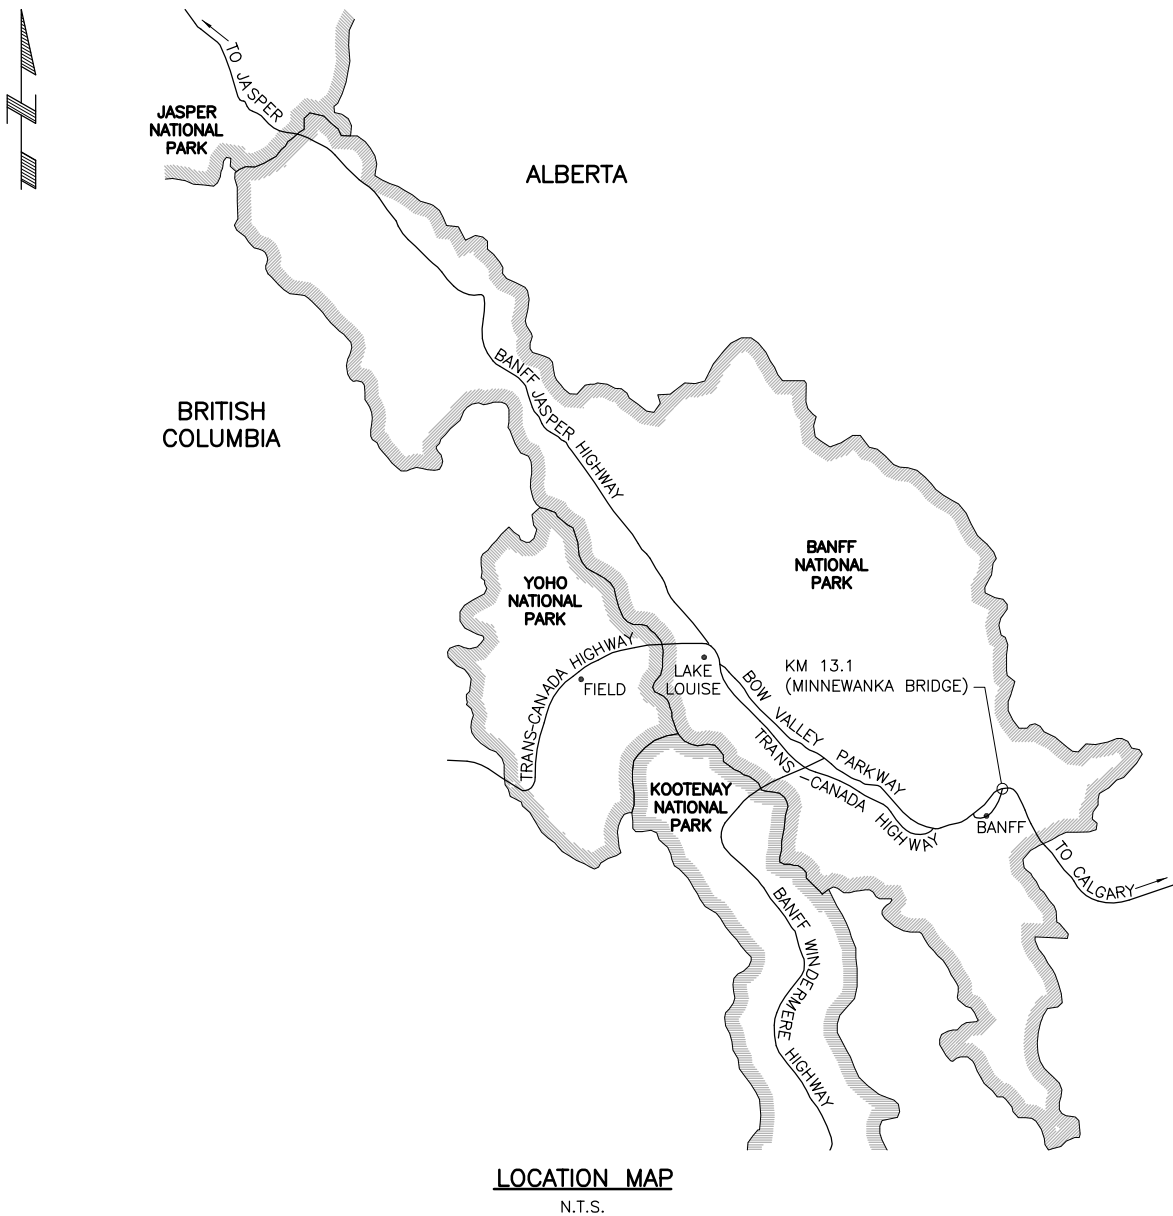 N
TO JASPER
JASPER
NATIONAL
PARK
ALBERTA
BANFF JASPER HIGHWAY
BRITISH
COLUMBIA
BANFF
NATIONAL
PARK
YOHO
NATIONAL
PARK
TRANS-CANADA HIGHWAY
FIELD
LAKE
LOUISE
KM 13.1
(MINNEWANKA BRIDGE)
BOW VALLEY PARKWAY
TRANS-CANADA HIGHWAY
KOOTENAY
NATIONAL
PARK
BANFF
TO CALGARY
BANFF WINDERMERE HIGHWAY
LOCATION MAP
N.T.S.